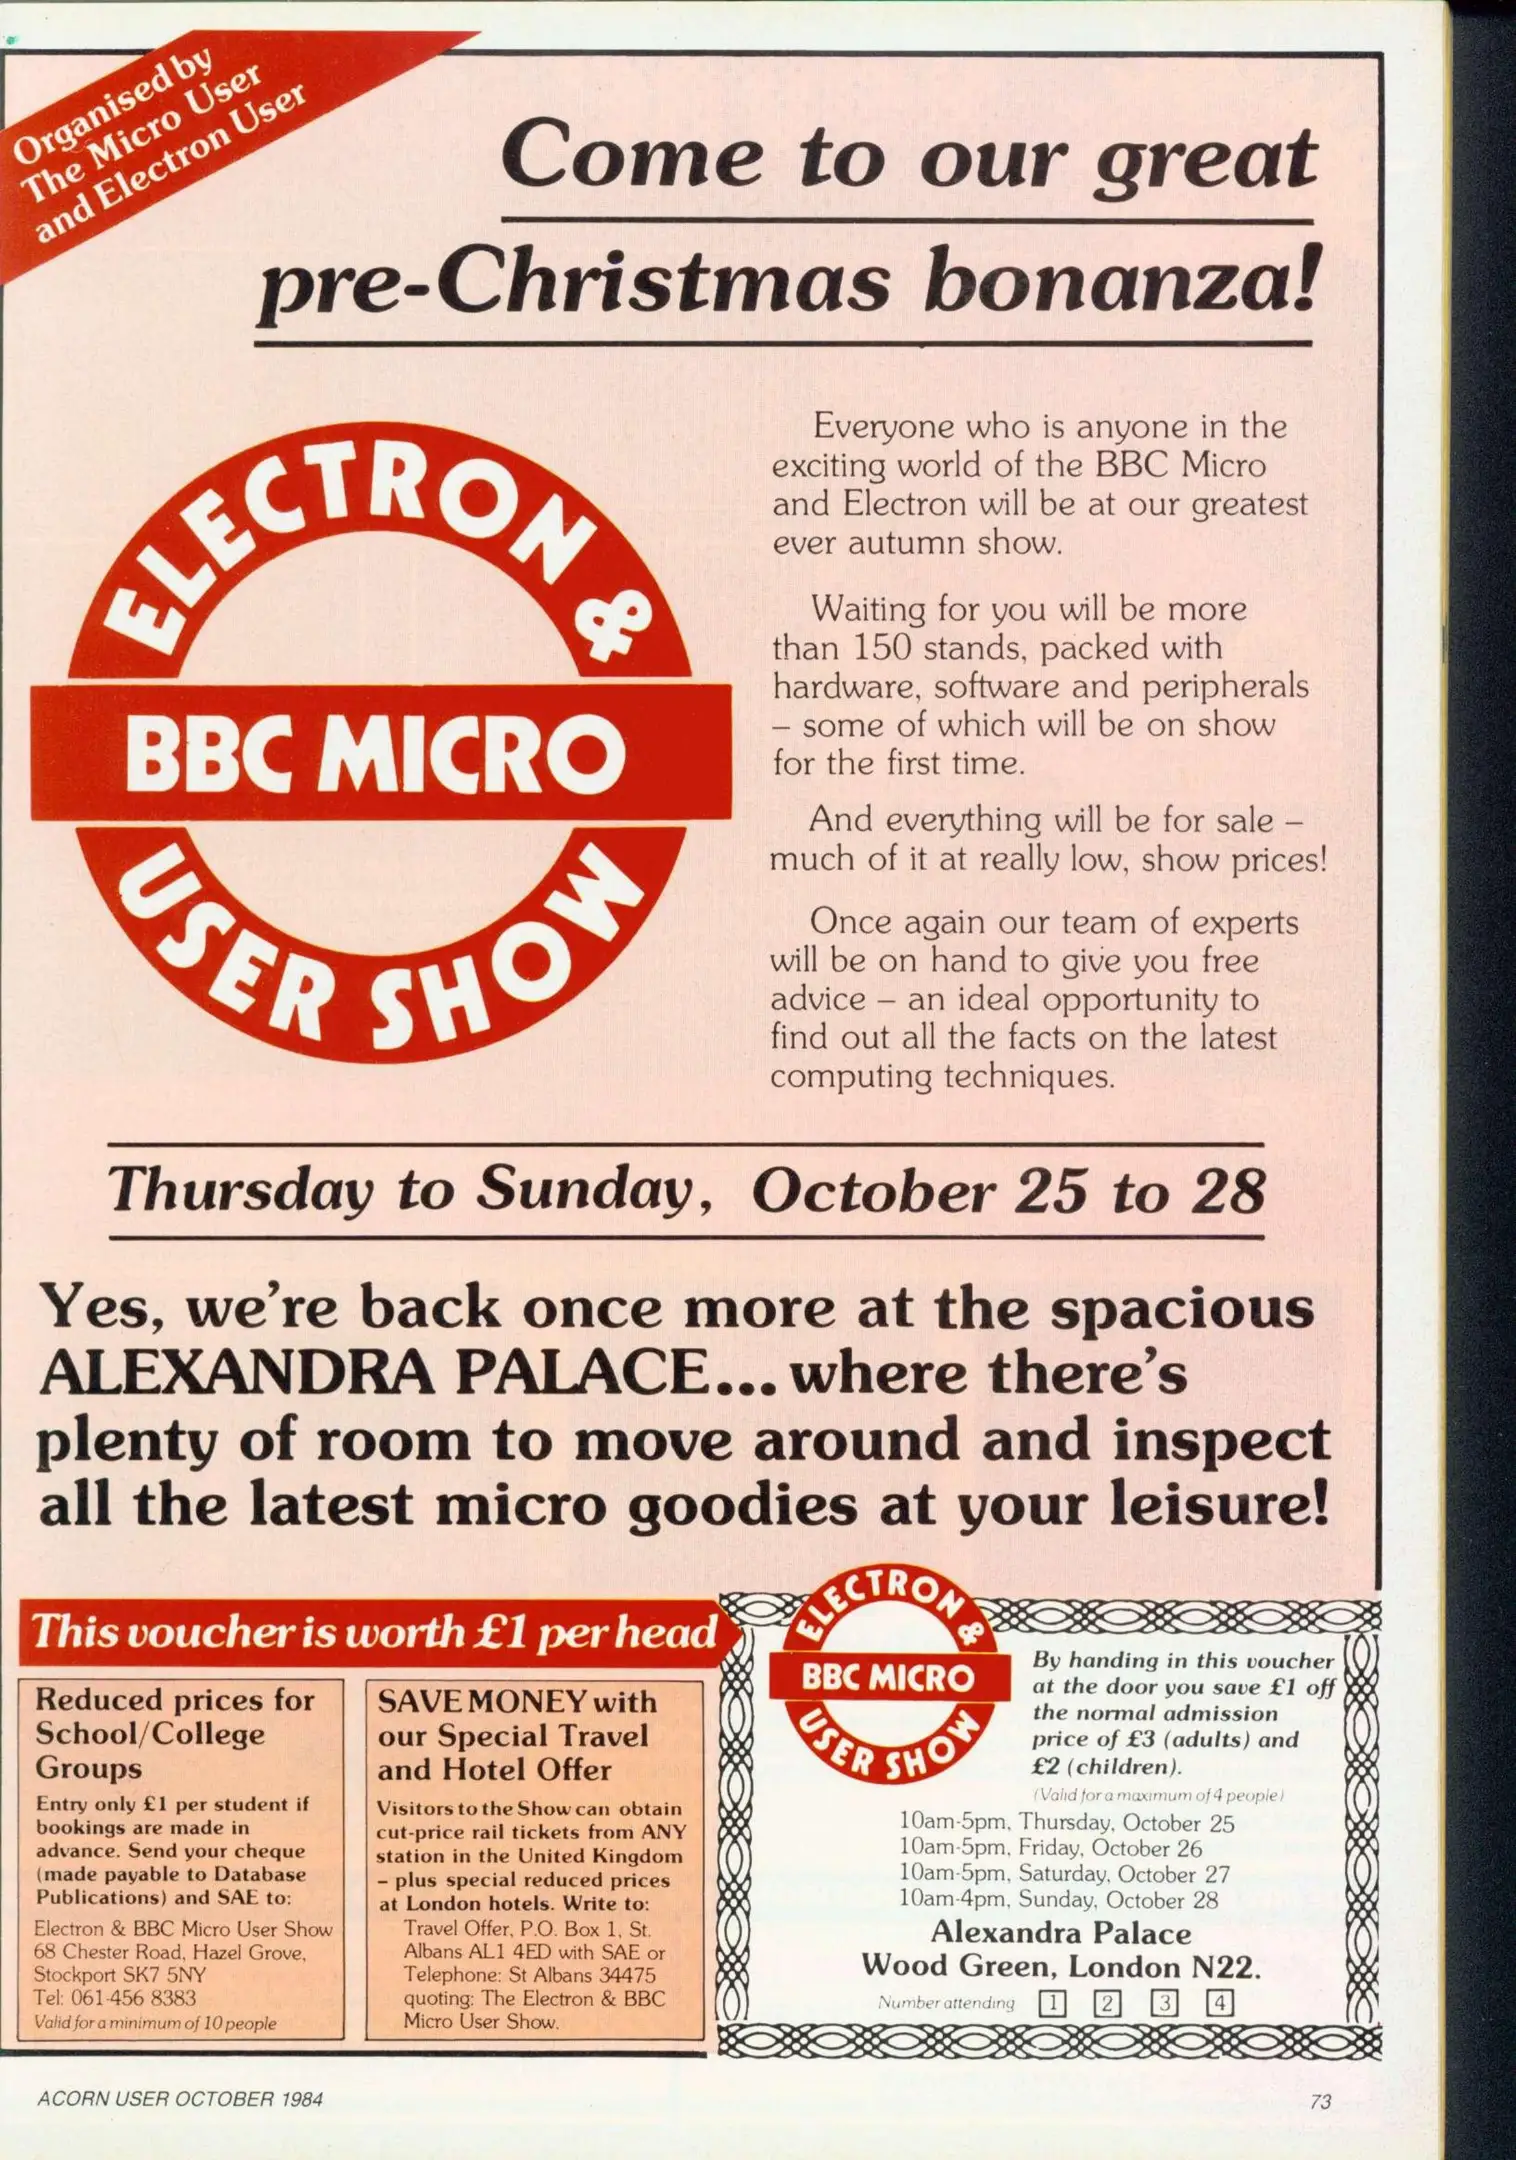 Organised by
The Micro User
and Electron User
Come to our great
pre-Christmas bonanza!
ELECTRON &
BBC MICRO
USER SHOW
Everyone who is anyone in the
exciting world of the BBC Micro
and Electron will be at our greatest
ever autumn show.
Waiting for you will be more
than 150 stands, packed with
hardware, software and peripherals
– some of which will be on show
for the first time.
And everything will be for sale –
much of it at really low, show prices!
Once again our team of experts
will be on hand to give you free
advice – an ideal opportunity to
find out all the facts on the latest
computing techniques.
Thursday to Sunday, October 25 to 28
Yes, we're back once more at the spacious
ALEXANDRA PALACE... where there's
plenty of room to move around and inspect
all the latest micro goodies at your leisure!
This voucher is worth £1 per head
Reduced prices for
School/College
Groups
Entry only £1 per student if
bookings are made in
advance. Send your cheque
(made payable to Database
Publications) and SAE to:
Electron & BBC Micro User Show
68 Chester Road, Hazel Grove,
Stockport SK7 5NY
Tel: 061-456 8383
Valid for a minimum of 10 people
SAVE MONEY with
our Special Travel
and Hotel Offer
Visitors to the Show can obtain
cut-price rail tickets from ANY
station in the United Kingdom
– plus special reduced prices
at London hotels. Write to:
Travel Offer, P.O. Box 1, St.
Albans AL1 4ED with SAE or
Telephone: St Albans 34475
quoting: The Electron & BBC
Micro User Show.
ELECTRON &
BBC MICRO
USER SHOW
By handing in this voucher
at the door you save £1 off
the normal admission
price of £3 (adults) and
£2 (children).
(Valid for a maximum of 4 people)
10am-5pm, Thursday, October 25
10am-5pm, Friday, October 26
10am-5pm, Saturday, October 27
10am-4pm, Sunday, October 28
Alexandra Palace
Wood Green, London N22.
Number attending 1 2 3 4
ACORN USER OCTOBER 1984
73